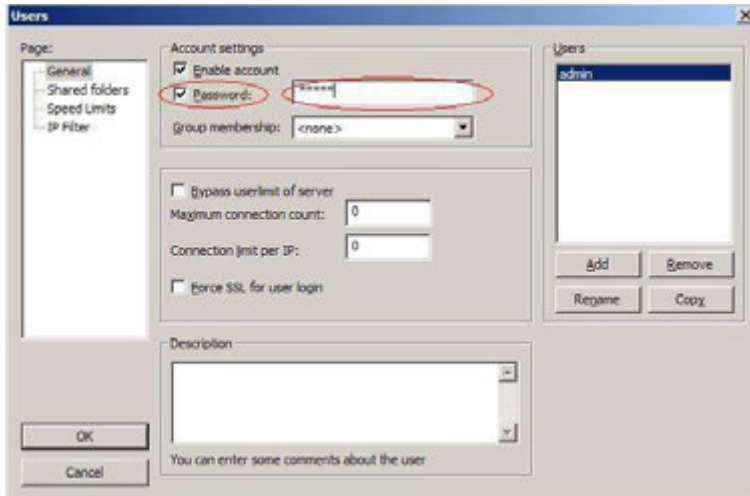 Users
Page:
General
Shared folders
Speed Limits
IP Filter
OK
Cancel
Account settings
Enable account
Password: *****
Group membership: <none>
Bypass userlimit of server
Maximum connection count: 0
Connection limit per IP: 0
Force SSL for user login
Description
You can enter some comments about the user
Users
admin
Add Remove
Rename Copy